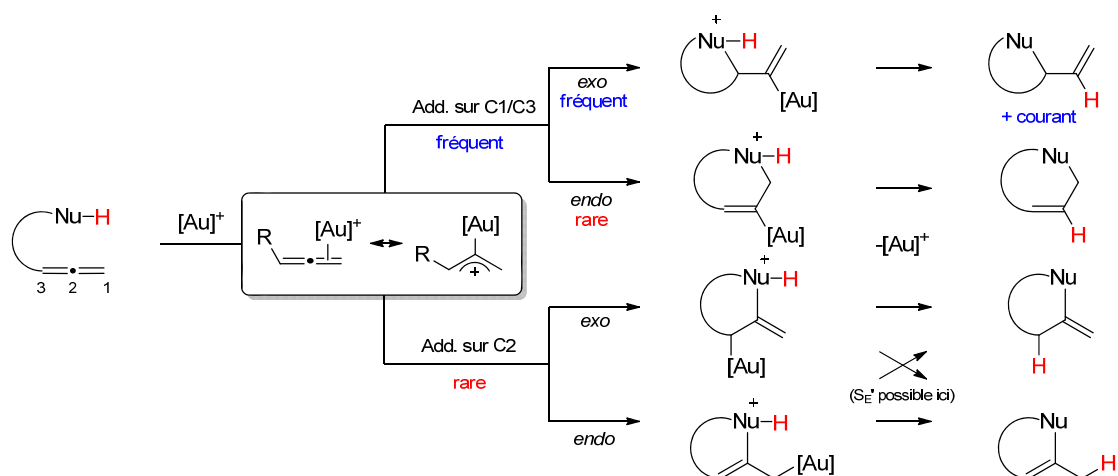 Nu-H
3 2 1
[Au]+
R
[Au]+
[Au]
+
Add. sur C1/C3
fréquent
exo
fréquent
endo
rare
Add. sur C2
rare
exo
endo
+
Nu-H
[Au]
+
Nu-H
[Au]
+
Nu-H
[Au]
+
Nu-H
[Au]
-[Au]+
(SE' possible ici)
Nu
H
+ courant
Nu
H
Nu
H
Nu
H